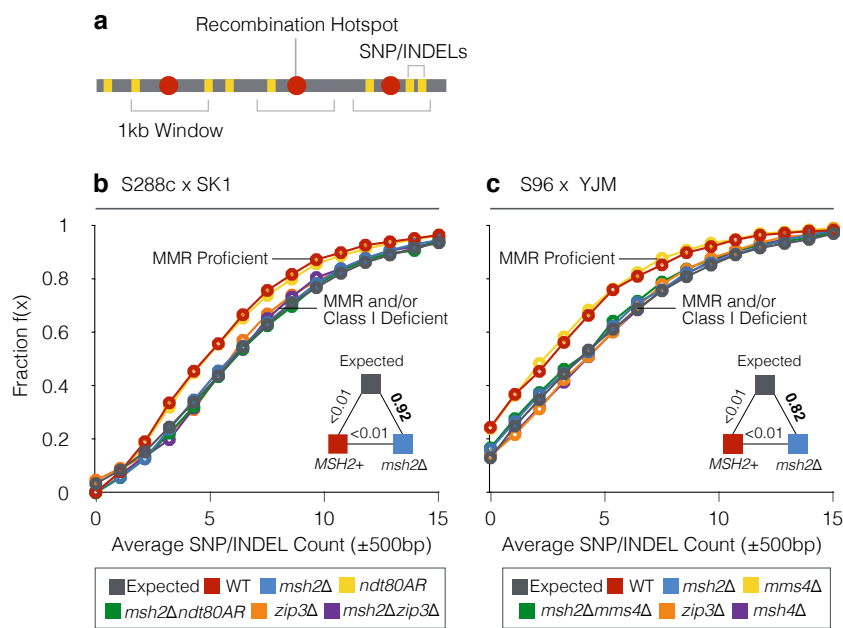 a
Recombination Hotspot
SNP/INDELs
1kb Window
b S288c x SK1
Fraction f(x)
1
0.8
0.6
0.4
0.2
0
MMR Proficient
MMR and/or
Class I Deficient
Expected
<0.01
0.92
<0.01
MSH2+
msh2Δ
0
5
10
15
Average SNP/INDEL Count (±500bp)
Expected WT msh2Δ ndt80AR
msh2Δndt80AR zip3Δ msh2Δzip3Δ
c S96 x YJM
MMR Proficient
MMR and/or
Class I Deficient
Expected
<0.01
0.82
<0.01
MSH2+
msh2Δ
0
5
10
15
Average SNP/INDEL Count (±500bp)
Expected WT msh2Δ mms4Δ
msh2Δmms4Δ zip3Δ msh4Δ